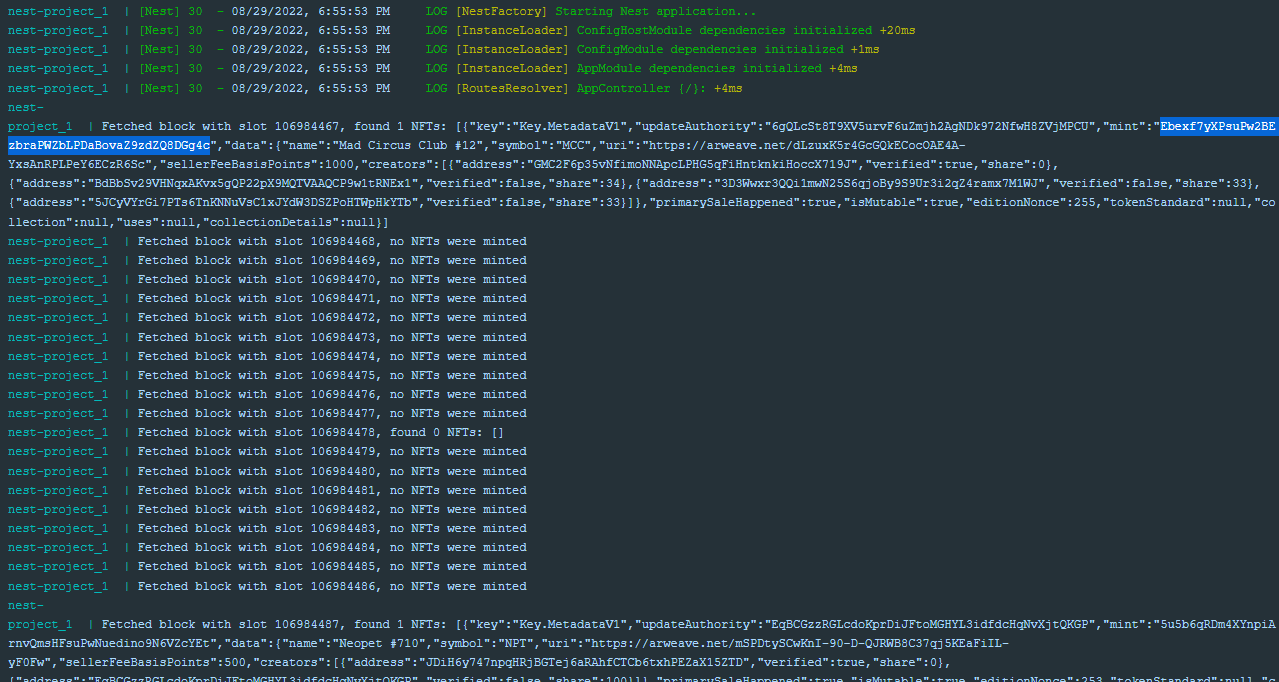 nest-project_1 | [Nest] 30 - 08/29/2022, 6:55:53 PM LOG [NestFactory] Starting Nest application...
nest-project_1 | [Nest] 30 - 08/29/2022, 6:55:53 PM LOG [InstanceLoader] ConfigHostModule dependencies initialized +20ms
nest-project_1 | [Nest] 30 - 08/29/2022, 6:55:53 PM LOG [InstanceLoader] ConfigModule dependencies initialized +1ms
nest-project_1 | [Nest] 30 - 08/29/2022, 6:55:53 PM LOG [InstanceLoader] AppModule dependencies initialized +4ms
nest-project_1 | [Nest] 30 - 08/29/2022, 6:55:53 PM LOG [RoutesResolver] AppController {/}: +4ms
nest-
project_1 | Fetched block with slot 106984467, found 1 NFTs: [{"key":"Key.MetadataV1","updateAuthority":"6gQLcSt8T9XV5urvF6uZmjh2AgNDk972NfwH8ZVjMPCU","mint":"Ebexf7yXPsuPw2BE
zbraPWZbLPDaBovaZ9zdZQ8DGg4c","data":{"name":"Mad Circus Club #12","symbol":"MCC","uri":"https://arweave.net/dLzuxK5r4GcGQkECocOAE4A-
YxsAnRPLPeY6ECzR6Sc","sellerFeeBasisPoints":1000,"creators":[{"address":"GMC2F6p35vNfimoNNApcLPHG5qFiHntknkiHoccX719J","verified":true,"share":0},
{"address":"BdBbSv29VHNqxAKvx5gQP22pX9MQTVAAQCP9w1tRNEx1","verified":false,"share":34},{"address":"3D3Wwxr3QQi1mwN25S6qjoBy9S9Ur3i2qZ4ramx7M1WJ","verified":false,"share":33},
{"address":"5JCyVYrGi7PTs6TnKNNuVsC1xJYdW3DSZPoHTWpHkYTb","verified":false,"share":33}]},"primarySaleHappened":true,"isMutable":true,"editionNonce":255,"tokenStandard":null,"co
llection":null,"uses":null,"collectionDetails":null}]
nest-project_1 | Fetched block with slot 106984468, no NFTs were minted
nest-project_1 | Fetched block with slot 106984469, no NFTs were minted
nest-project_1 | Fetched block with slot 106984470, no NFTs were minted
nest-project_1 | Fetched block with slot 106984471, no NFTs were minted
nest-project_1 | Fetched block with slot 106984472, no NFTs were minted
nest-project_1 | Fetched block with slot 106984473, no NFTs were minted
nest-project_1 | Fetched block with slot 106984474, no NFTs were minted
nest-project_1 | Fetched block with slot 106984475, no NFTs were minted
nest-project_1 | Fetched block with slot 106984476, no NFTs were minted
nest-project_1 | Fetched block with slot 106984477, no NFTs were minted
nest-project_1 | Fetched block with slot 106984478, found 0 NFTs: []
nest-project_1 | Fetched block with slot 106984479, no NFTs were minted
nest-project_1 | Fetched block with slot 106984480, no NFTs were minted
nest-project_1 | Fetched block with slot 106984481, no NFTs were minted
nest-project_1 | Fetched block with slot 106984482, no NFTs were minted
nest-project_1 | Fetched block with slot 106984483, no NFTs were minted
nest-project_1 | Fetched block with slot 106984484, no NFTs were minted
nest-project_1 | Fetched block with slot 106984485, no NFTs were minted
nest-project_1 | Fetched block with slot 106984486, no NFTs were minted
nest-
project_1 | Fetched block with slot 106984487, found 1 NFTs: [{"key":"Key.MetadataV1","updateAuthority":"EqBCGzzRGLcdoKprDiJFtoMGHYL3idfdcHqNvXjtQKGP","mint":"5u5b6qRDm4XYnpiA
rnvQmsHFsuPwNuedino9N6VZcYEt","data":{"name":"Neopet #710","symbol":"NPT","uri":"https://arweave.net/mSPDtySCwKnI-90-D-QJRWB8C37qj5KEaFiIL-
yF0Fw","sellerFeeBasisPoints":500,"creators":[{"address":"JDiH6y747npqHRjBGTej6aRAhfCTCb6txhPEZaX15ZTD","verified":true,"share":0},
{"address":"EqBCGzzRGLcdoKprDiJFtoMGHYL3idfdcHqNvXjtQKGP","verified":false,"share":100}]},"primarySaleHappened":true,"isMutable":true,"editionNonce":253,"tokenStandard":null,"c